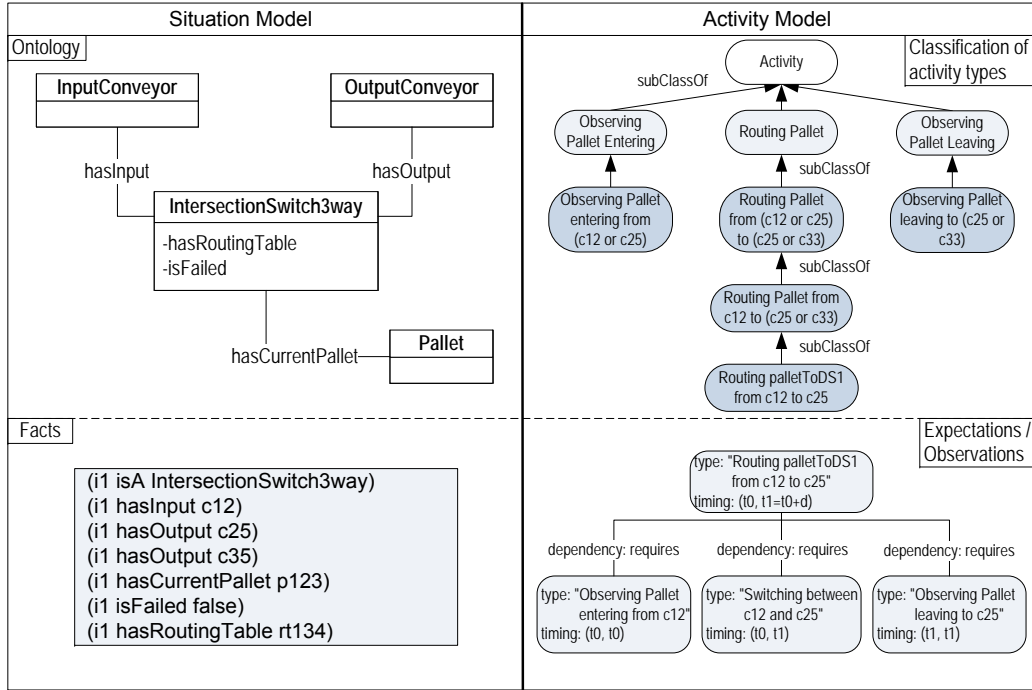 Situation Model
Activity Model
Ontology
InputConveyor
OutputConveyor
hasInput
hasOutput
IntersectionSwitch3way
-hasRoutingTable
-isFailed
hasCurrentPallet
Pallet
Classification of
activity types
Activity
subClassOf
Observing
Pallet Entering
Routing Pallet
Observing
Pallet Leaving
subClassOf
Observing Pallet
entering from
(c12 or c25)
Routing Pallet
from (c12 or c25)
to (c25 or
c33)
Observing Pallet
leaving to (c25 or
c33)
subClassOf
Routing Pallet from
c12 to (c25 or c33)
subClassOf
Routing palletToDS1
from c12 to c25
Facts
(i1 isA IntersectionSwitch3way)
(i1 hasInput c12)
(i1 hasOutput c25)
(i1 hasOutput c35)
(i1 hasCurrentPallet p123)
(i1 isFailed false)
(i1 hasRoutingTable rt134)
Expectations /
Observations
type: "Routing palletToDS1
from c12 to c25"
timing: (t0, t1=t0+d)
dependency: requires
dependency: requires
dependency: requires
type: "Observing Pallet
entering from c12"
timing: (t0, t0)
type: "Switching between
c12 and c25"
timing: (t0, t1)
type: "Observing Pallet
leaving to c25"
timing: (t1, t1)